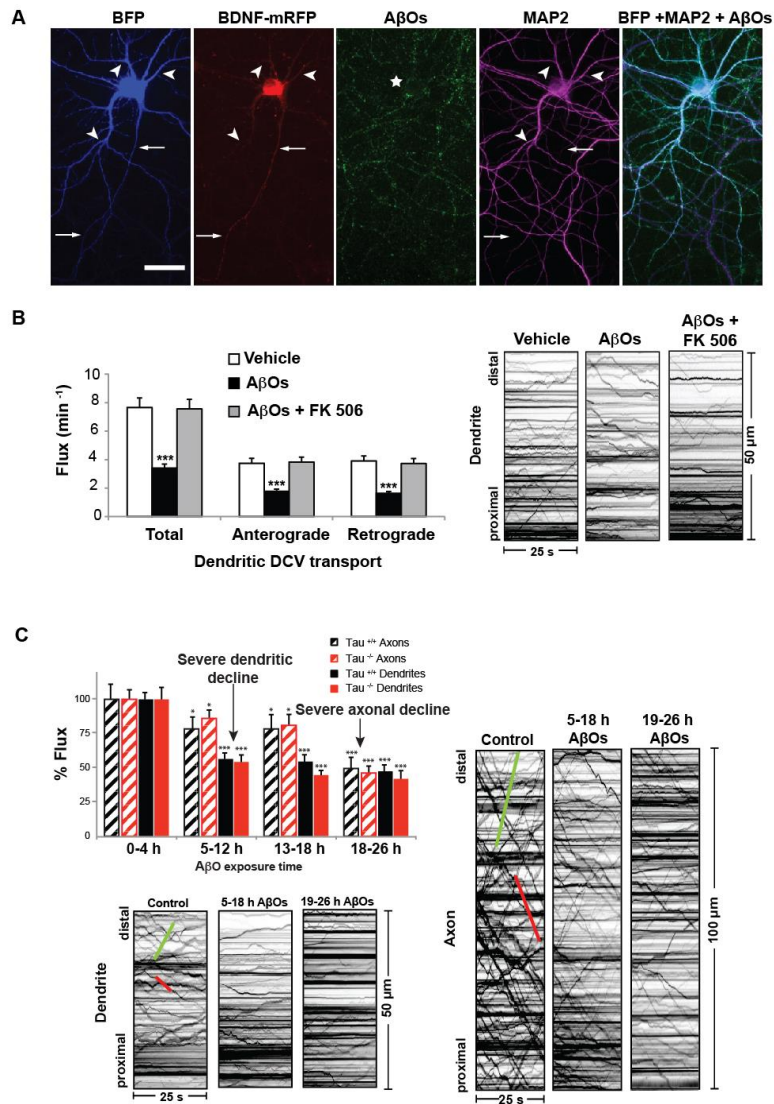 A
BFP
BDNF-mRFP
AβOs
MAP2
BFP +MAP2 + AβOs
B
Vehicle
AβOs
AβOs + FK 506
Flux (min -1)
10
8
6
4
2
0
***
***
***
Total
Anterograde
Retrograde
Dendritic DCV transport
Vehicle
AβOs
AβOs +
FK 506
distal
Dendrite
proximal
50 µm
25 s
C
Tau +/+ Axons
Tau -/- Axons
Tau +/+ Dendrites
Tau -/- Dendrites
Severe dendritic
decline
Severe axonal decline
% Flux
100
75
50
25
0
* * *** ***
* * *** ***
*** *** *** ***
0-4 h
5-12 h
13-18 h
18-26 h
AβO exposure time
Control
5-18 h AβOs
19-26 h AβOs
distal
Dendrite
proximal
50 µm
25 s
Control
5-18 h
AβOs
19-26 h
AβOs
distal
Axon
proximal
100 µm
25 s